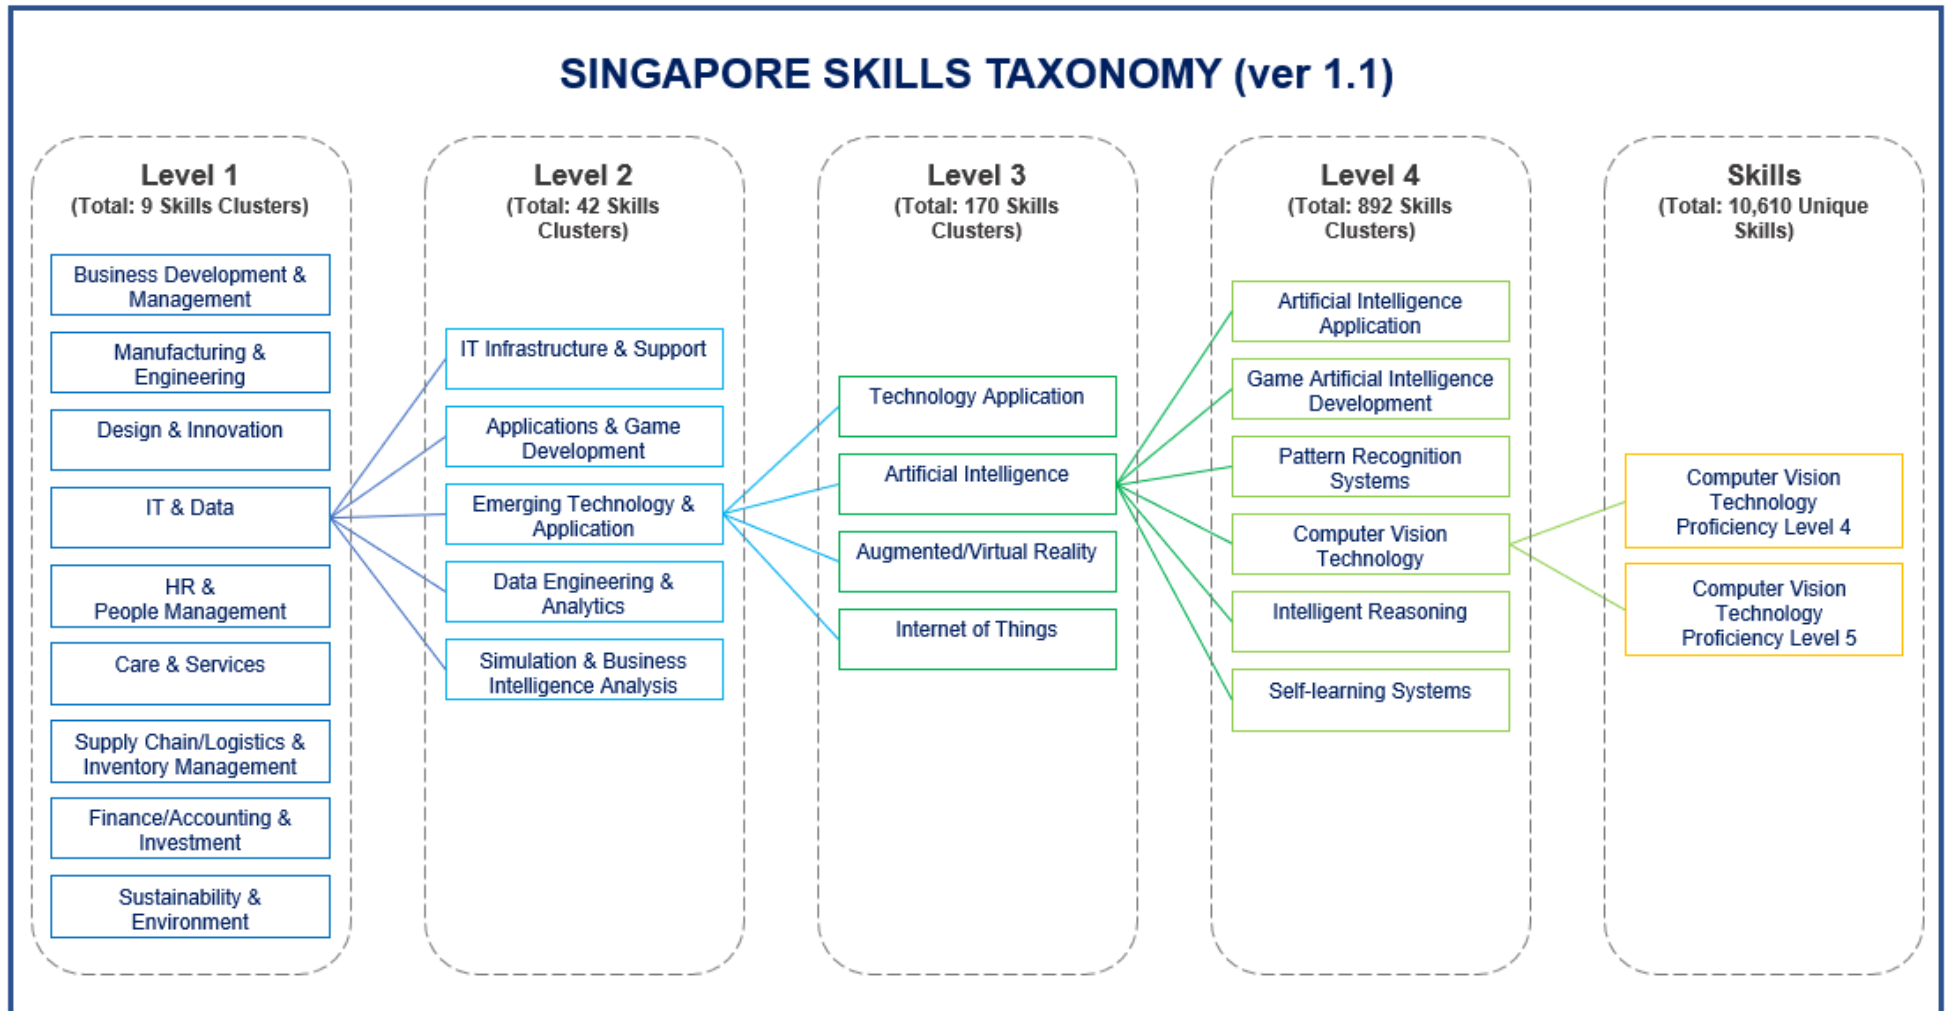 SINGAPORE SKILLS TAXONOMY (ver 1.1)
Level 1
(Total: 9 Skills Clusters)
Business Development &
Management
Manufacturing &
Engineering
Design & Innovation
IT & Data
HR &
People Management
Care & Services
Supply Chain/Logistics &
Inventory Management
Finance/Accounting &
Investment
Sustainability &
Environment
Level 2
(Total: 42 Skills
Clusters)
IT Infrastructure & Support
Applications & Game
Development
Emerging Technology &
Application
Data Engineering &
Analytics
Simulation & Business
Intelligence Analysis
Level 3
(Total: 170 Skills
Clusters)
Technology Application
Artificial Intelligence
Augmented/Virtual Reality
Internet of Things
Level 4
(Total: 892 Skills
Clusters)
Artificial Intelligence
Application
Game Artificial Intelligence
Development
Pattern Recognition
Systems
Computer Vision
Technology
Intelligent Reasoning
Self-learning Systems
Skills
(Total: 10,610 Unique
Skills)
Computer Vision
Technology
Proficiency Level 4
Computer Vision
Technology
Proficiency Level 5